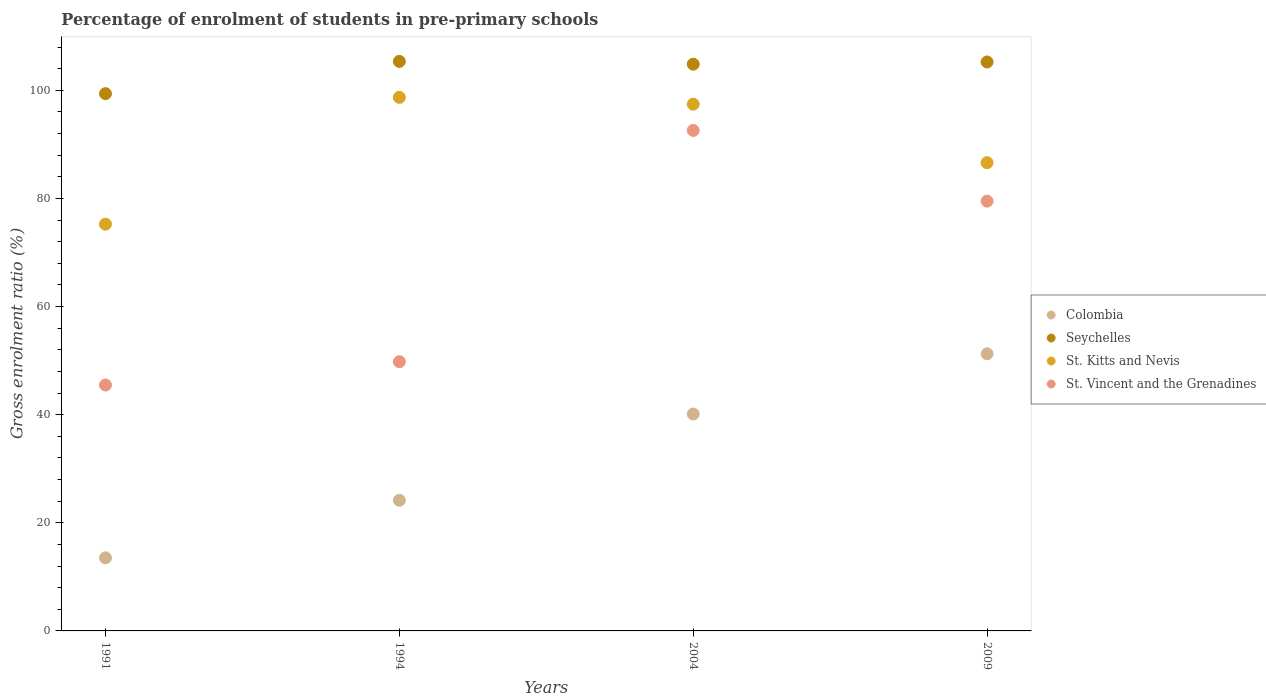 Percentage of enrolment of students in pre-primary schools
Gross enrolment ratio (%)
100
80
60
40
20
0
1991
1994
2004
2009
Years
Colombia
Seychelles
St. Kitts and Nevis
St. Vincent and the Grenadines